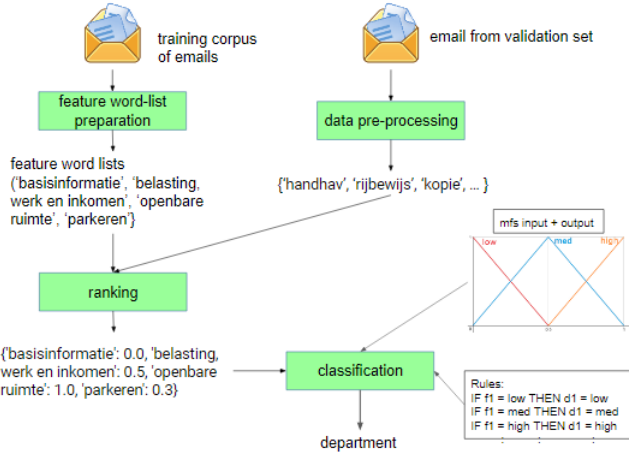 training corpus
of emails
email from validation set
feature word-list
preparation
data pre-processing
feature word lists
('basisinformatie', 'belasting,
werk en inkomen', 'openbare
ruimte', 'parkeren'}
{'handhav', 'rijbewijs', 'kopie', ... }
mfs input + output
low
med
high
ranking
{'basisinformatie': 0.0, 'belasting,
werk en inkomen': 0.5, 'openbare
ruimte': 1.0, 'parkeren': 0.3}
classification
Rules:
IF f1 = low THEN d1 = low
IF f1 = med THEN d1 = med
IF f1 = high THEN d1 = high
department